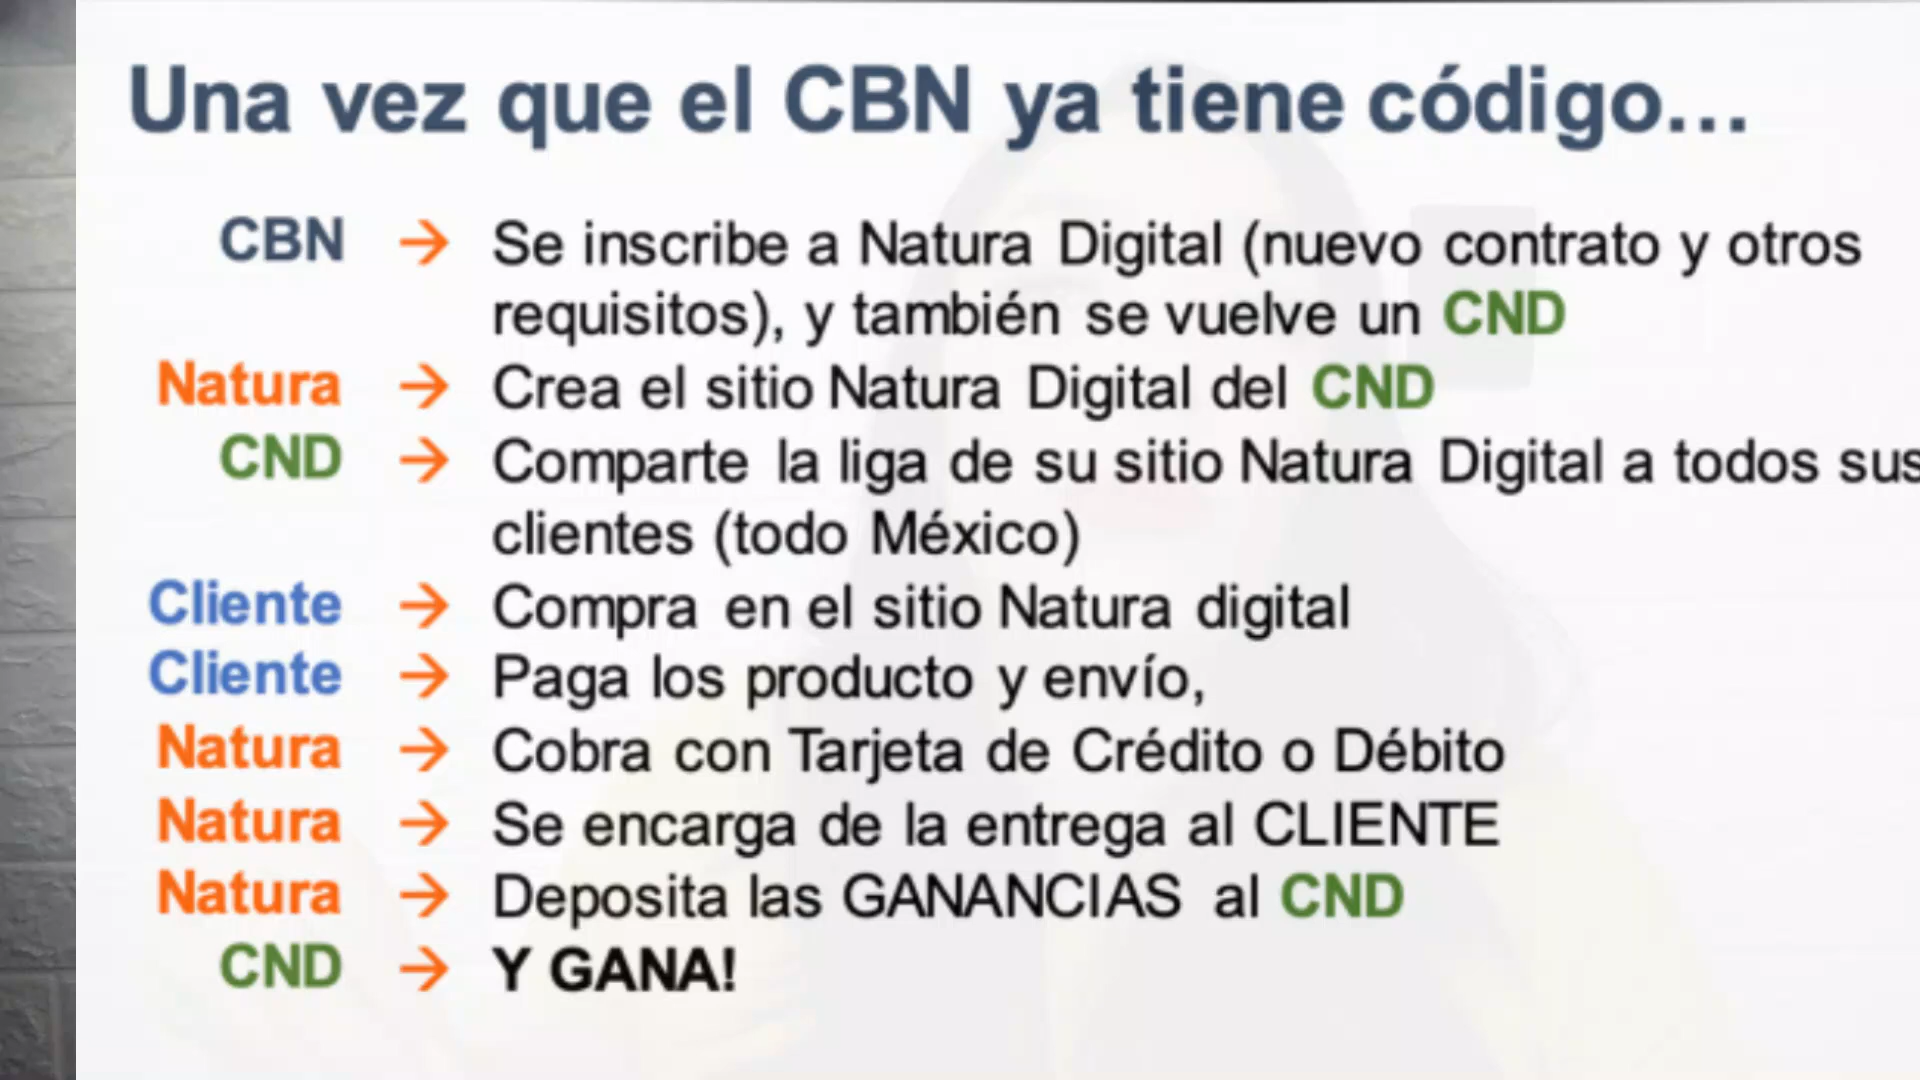 Una vez que el CBN ya tiene código...
CBN → Se inscribe a Natura Digital (nuevo contrato y otros
requisitos), y también se vuelve un CND
Natura → Crea el sitio Natura Digital del CND
CND → Comparte la liga de su sitio Natura Digital a todos sus
clientes (todo México)
Cliente → Compra en el sitio Natura digital
Cliente → Paga los producto y envío,
Natura → Cobra con Tarjeta de Crédito o Débito
Natura → Se encarga de la entrega al CLIENTE
Natura → Deposita las GANANCIAS al CND
CND → Y GANA!